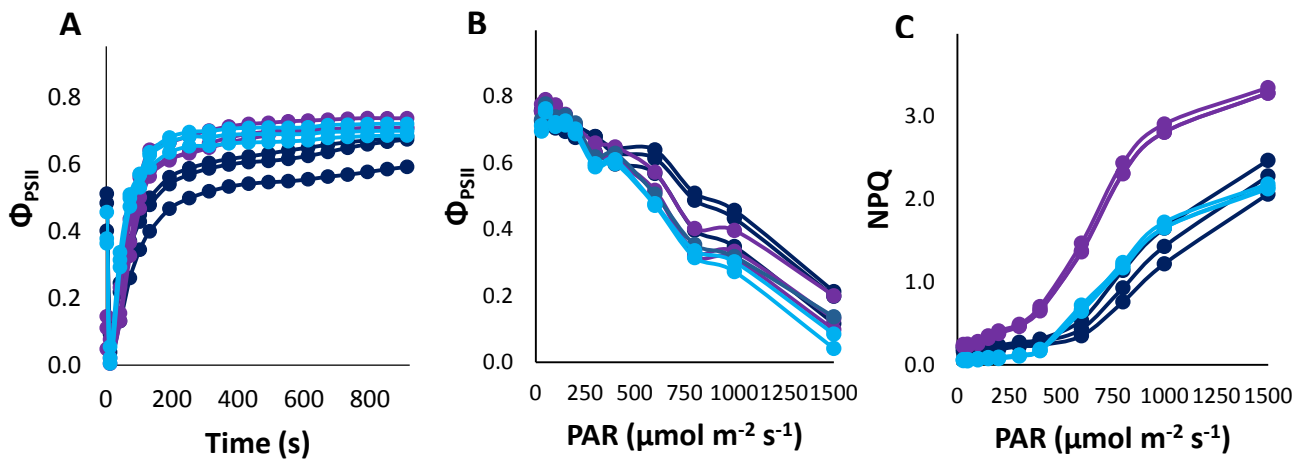 A
ΦPSII
0.8
0.6
0.4
0.2
0.0
0 200 400 600 800
Time (s)
B
ΦPSII
0.8
0.6
0.4
0.2
0.0
0 250 500 750 1000 1250 1500
PAR (µmol m⁻² s⁻¹)
C
NPQ
3.0
2.0
1.0
0.0
0 250 500 750 1000 1250 1500
PAR (µmol m⁻² s⁻¹)